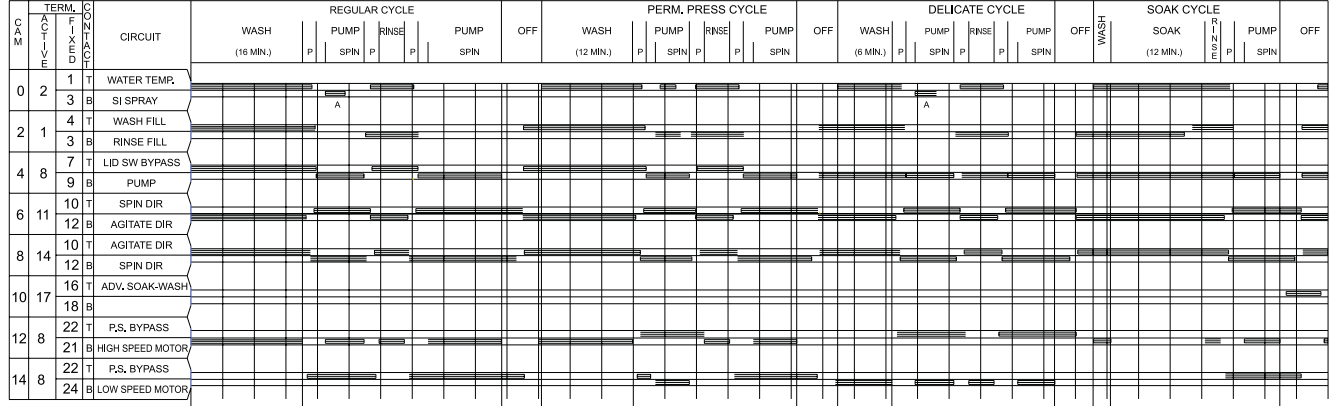 CAM TERM. CONTACT CIRCUIT REGULAR CYCLE PERM. PRESS CYCLE DELICATE CYCLE SOAK CYCLE
ACTIVE FIXED
WASH PUMP RINSE PUMP OFF WASH PUMP RINSE PUMP OFF WASH PUMP RINSE PUMP OFF WASH SOAK RINSE PUMP OFF
(16 MIN.) P SPIN P SPIN (12 MIN.) P SPIN P SPIN (6 MIN.) P SPIN P SPIN (12 MIN.) SPIN
0 2 1 T WATER TEMP.
3 B SI SPRAY A A
2 1 4 T WASH FILL
3 B RINSE FILL
4 8 7 T LID SW BYPASS
9 B PUMP
6 11 10 T SPIN DIR
12 B AGITATE DIR
8 14 10 T AGITATE DIR
12 B SPIN DIR
10 17 16 T ADV. SOAK-WASH
18 B
12 8 22 T P.S. BYPASS
21 B HIGH SPEED MOTOR
14 8 22 T P.S. BYPASS
24 B LOW SPEED MOTOR